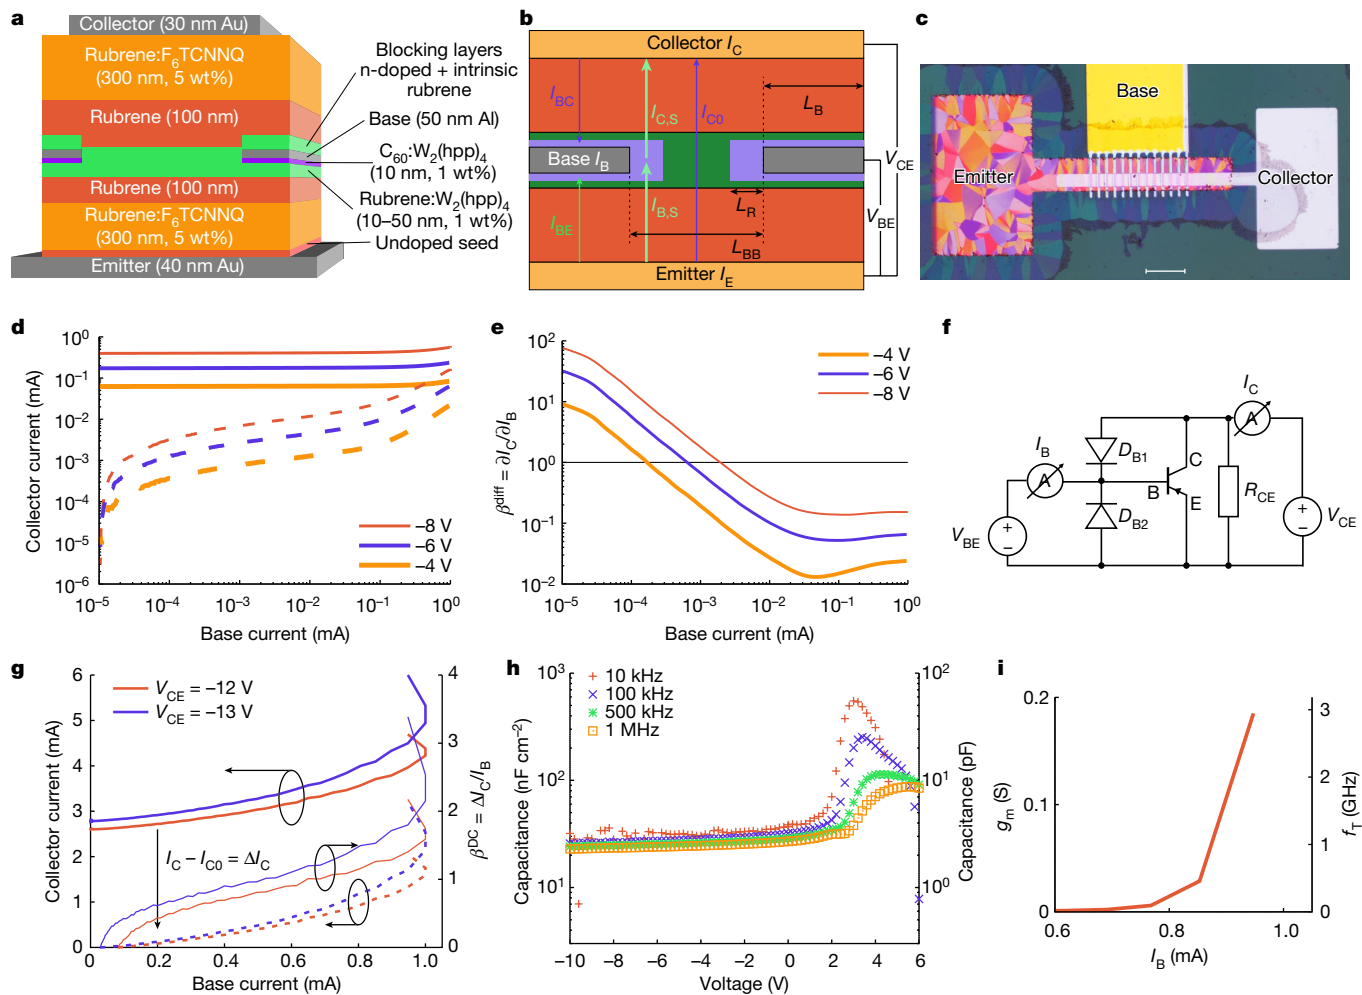 a
Collector (30 nm Au)
Rubrene:F6TCNNQ
(300 nm, 5 wt%)
Rubrene (100 nm)
Rubrene (100 nm)
Rubrene:F6TCNNQ
(300 nm, 5 wt%)
Emitter (40 nm Au)
Blocking layers
n-doped + intrinsic
rubrene
Base (50 nm Al)
C60:W2(hpp)4
(10 nm, 1 wt%)
Rubrene:W2(hpp)4
(10–50 nm, 1 wt%)
Undoped seed
b
Collector IC
IBC
IC,S
IC0
LB
Base IB
VCE
IBE
IB,S
LR
VBE
LBB
Emitter IE
c
Base
Emitter
Collector
d
Collector current (mA)
10^0
10^–1
10^–2
10^–3
10^–4
10^–5
10^–6
–8 V
–6 V
–4 V
10^–5 10^–4 10^–3 10^–2 10^–1 10^0
Base current (mA)
e
β^diff = ∂IC/∂IB
10^2
10^1
10^0
10^–1
10^–2
–4 V
–6 V
–8 V
10^–5 10^–4 10^–3 10^–2 10^–1 10^0
Base current (mA)
f
IC
A
IB
A
DB1
C
B
E
RCE
DB2
VBE
+
–
VCE
+
–
g
Collector current (mA)
6
5
4
3
2
1
0
VCE = –12 V
VCE = –13 V
IC – IC0 = ΔIC
4
3
2
1
0
β^DC = ΔIC/IB
0 0.2 0.4 0.6 0.8 1.0
Base current (mA)
h
Capacitance (nF cm^–2)
10^3
10^2
10^1
10 kHz
100 kHz
500 kHz
1 MHz
10^2
10^1
10^0
Capacitance (pF)
–10 –8 –6 –4 –2 0 2 4 6
Voltage (V)
i
gm (S)
0.2
0.1
0
3
2
1
0
fT (GHz)
0.6 0.8 1.0
IB (mA)